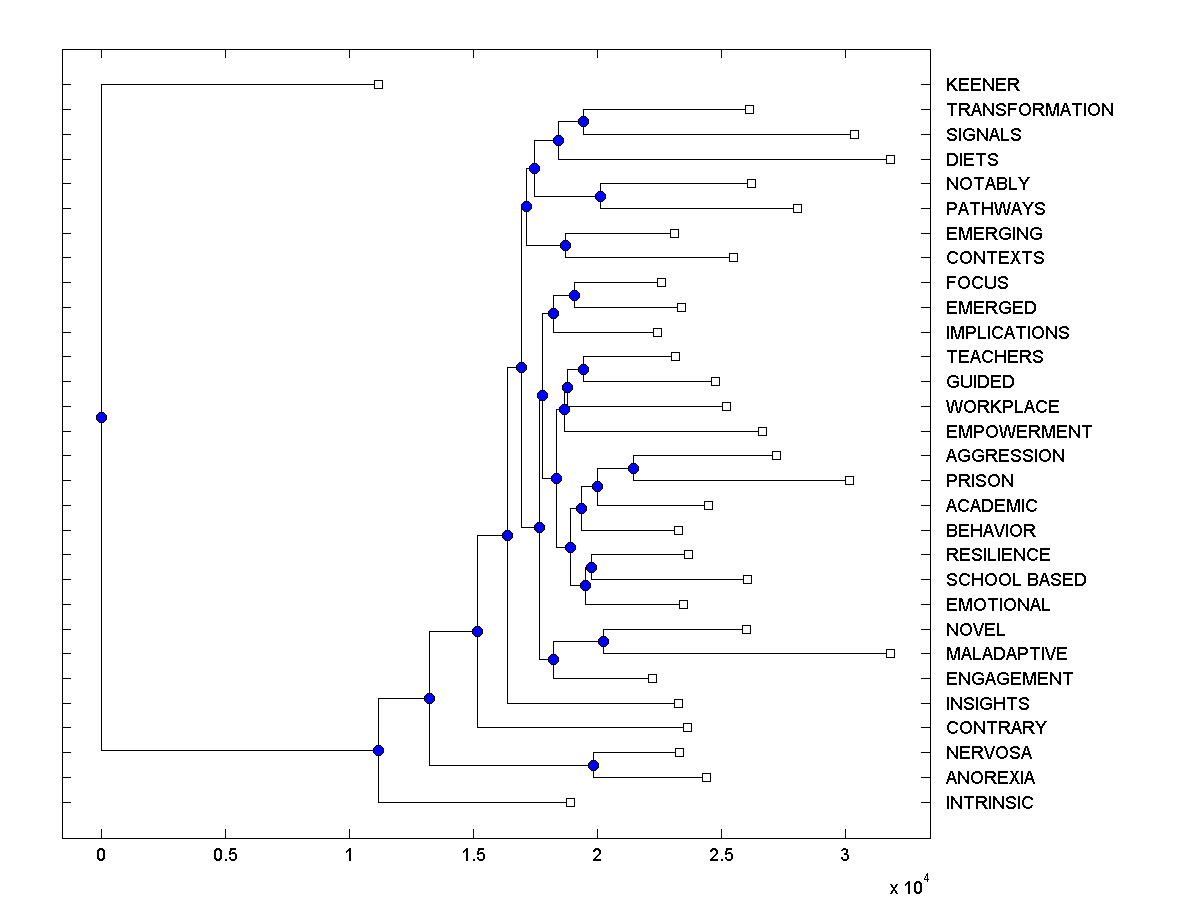 KEENER
TRANSFORMATION
SIGNALS
DIETS
NOTABLY
PATHWAYS
EMERGING
CONTEXTS
FOCUS
EMERGED
IMPLICATIONS
TEACHERS
GUIDED
WORKPLACE
EMPOWERMENT
AGGRESSION
PRISON
ACADEMIC
BEHAVIOR
RESILIENCE
SCHOOL BASED
EMOTIONAL
NOVEL
MALADAPTIVE
ENGAGEMENT
INSIGHTS
CONTRARY
NERVOSA
ANOREXIA
INTRINSIC
0 0.5 1 1.5 2 2.5 3
x 10^4